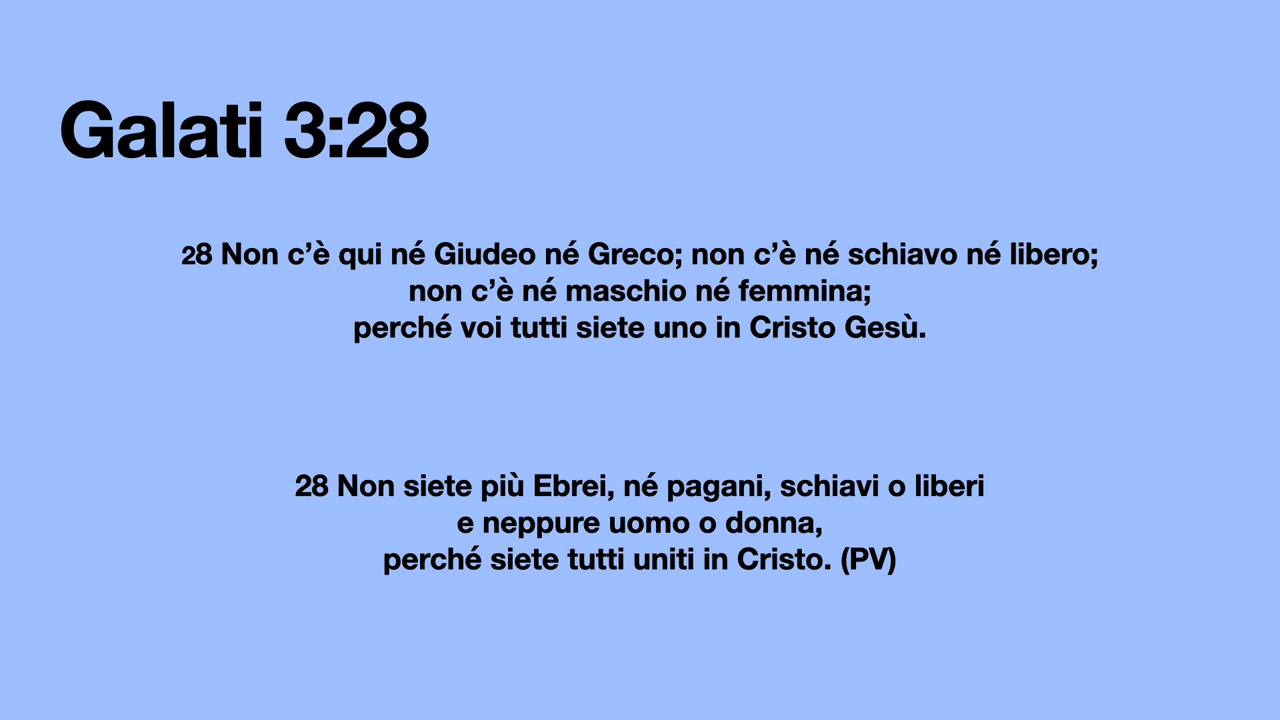 Galati 3:28
28 Non c’è qui né Giudeo né Greco; non c’è né schiavo né libero;
non c’è né maschio né femmina;
perché voi tutti siete uno in Cristo Gesù.
28 Non siete più Ebrei, né pagani, schiavi o liberi
e neppure uomo o donna,
perché siete tutti uniti in Cristo. (PV)